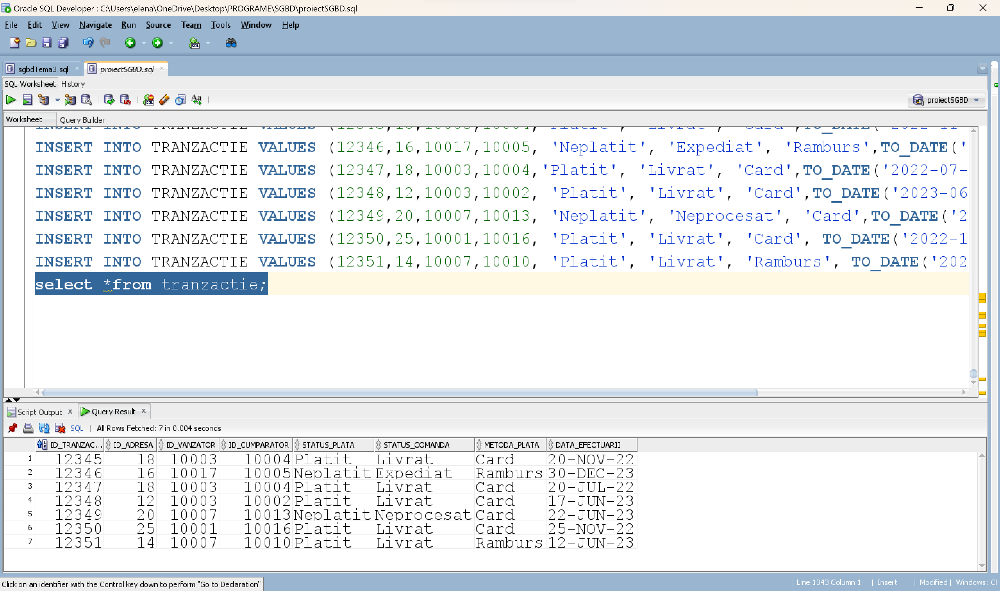 Oracle SQL Developer : C:\Users\elena\OneDrive\Desktop\PROGRAME\SGBD\proiectSGBD.sql
File Edit View Navigate Run Source Team Tools Window Help
sgbdTema3.sql proiectSGBD.sql
SQL Worksheet History
proiectSGBD
Worksheet Query Builder
INSERT INTO TRANZACTIE VALUES
INSERT INTO TRANZACTIE VALUES (12346,16,10017,10005, 'Neplatit', 'Expediat', 'Ramburs',TO_DATE('
INSERT INTO TRANZACTIE VALUES (12347,18,10003,10004,'Platit', 'Livrat', 'Card',TO_DATE('2022-07-
INSERT INTO TRANZACTIE VALUES (12348,12,10003,10002, 'Platit', 'Livrat', 'Card',TO_DATE('2023-06
INSERT INTO TRANZACTIE VALUES (12349,20,10007,10013, 'Neplatit', 'Neprocesat', 'Card',TO_DATE('2
INSERT INTO TRANZACTIE VALUES (12350,25,10001,10016, 'Platit', 'Livrat', 'Card', TO_DATE('2022-1
INSERT INTO TRANZACTIE VALUES (12351,14,10007,10010, 'Platit', 'Livrat', 'Ramburs', TO_DATE('202
select *from tranzactie;
Script Output x Query Result x
SQL | All Rows Fetched: 7 in 0.004 seconds
ID_TRANZAC... ID_ADRESA ID_VANZATOR ID_CUMPARATOR STATUS_PLATA STATUS_COMANDA METODA_PLATA DATA_EFECTUARII
1 12345 18 10003 10004 Platit Livrat Card 20-NOV-22
2 12346 16 10017 10005 Neplatit Expediat Ramburs 30-DEC-23
3 12347 18 10003 10004 Platit Livrat Card 20-JUL-22
4 12348 12 10003 10002 Platit Livrat Card 17-JUN-23
5 12349 20 10007 10013 Neplatit Neprocesat Card 22-JUN-23
6 12350 25 10001 10016 Platit Livrat Card 25-NOV-22
7 12351 14 10007 10010 Platit Livrat Ramburs 12-JUN-23
Click on an identifier with the Control key down to perform "Go to Declaration" | Line 1043 Column 1 | Insert | Modified | Windows: Cl